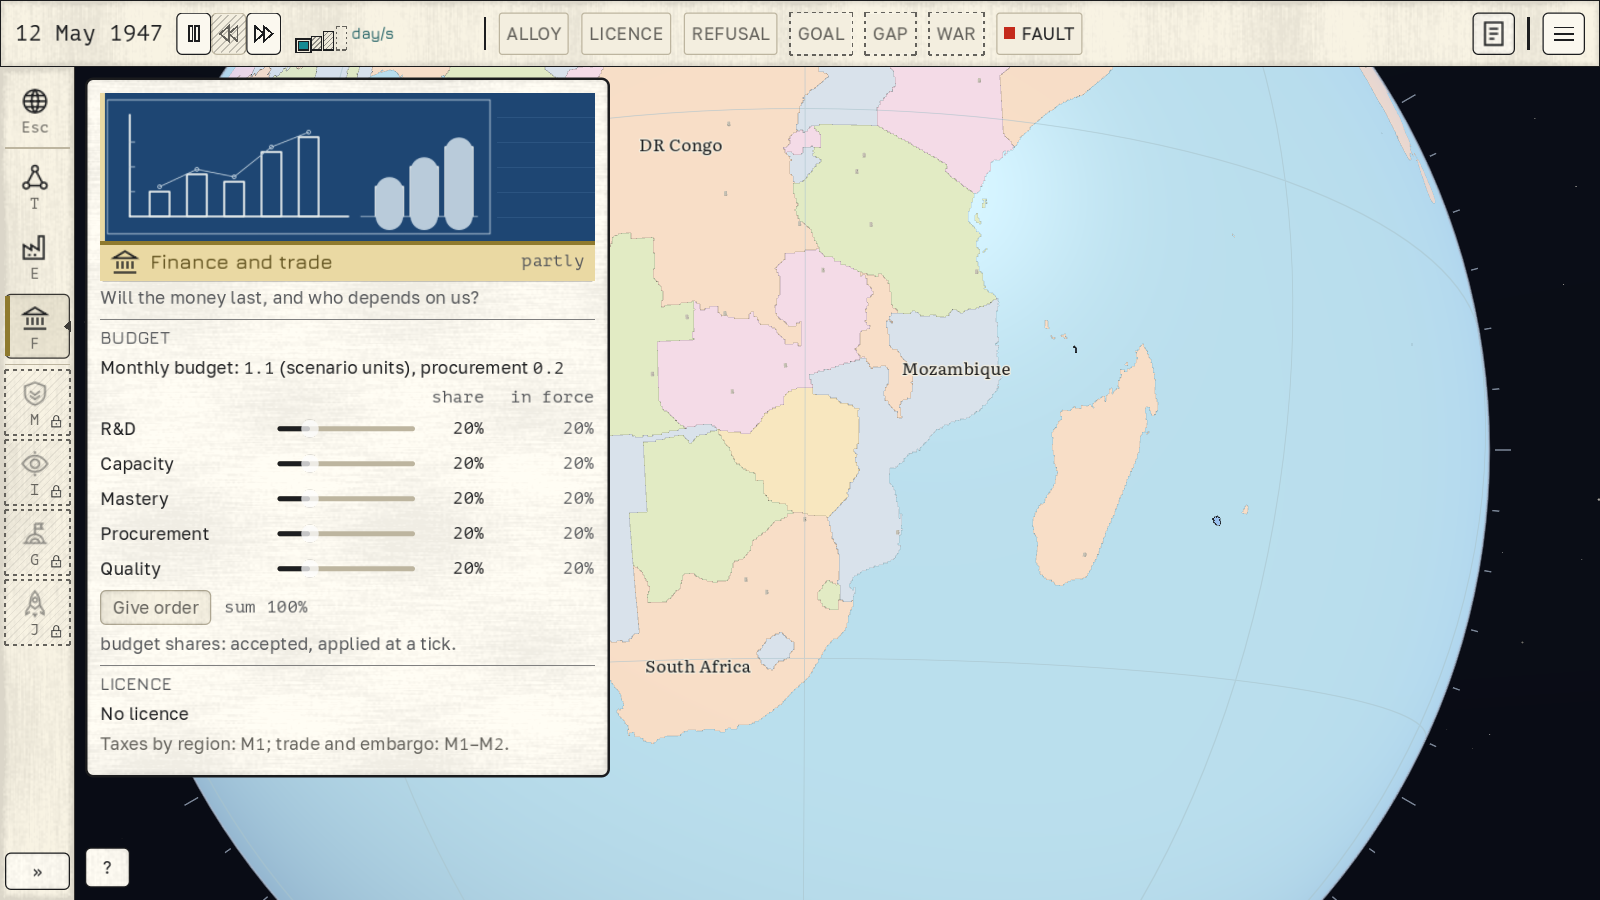 12 May 1947
day/s
ALLOY
LICENCE
REFUSAL
GOAL
GAP
WAR
FAULT
Esc
T
E
F
M
I
G
J
»
?
Finance and trade
partly
Will the money last, and who depends on us?
BUDGET
Monthly budget: 1.1 (scenario units), procurement 0.2
share in force
R&D 20% 20%
Capacity 20% 20%
Mastery 20% 20%
Procurement 20% 20%
Quality 20% 20%
Give order sum 100%
budget shares: accepted, applied at a tick.
LICENCE
No licence
Taxes by region: M1; trade and embargo: M1–M2.
DR Congo
Mozambique
South Africa